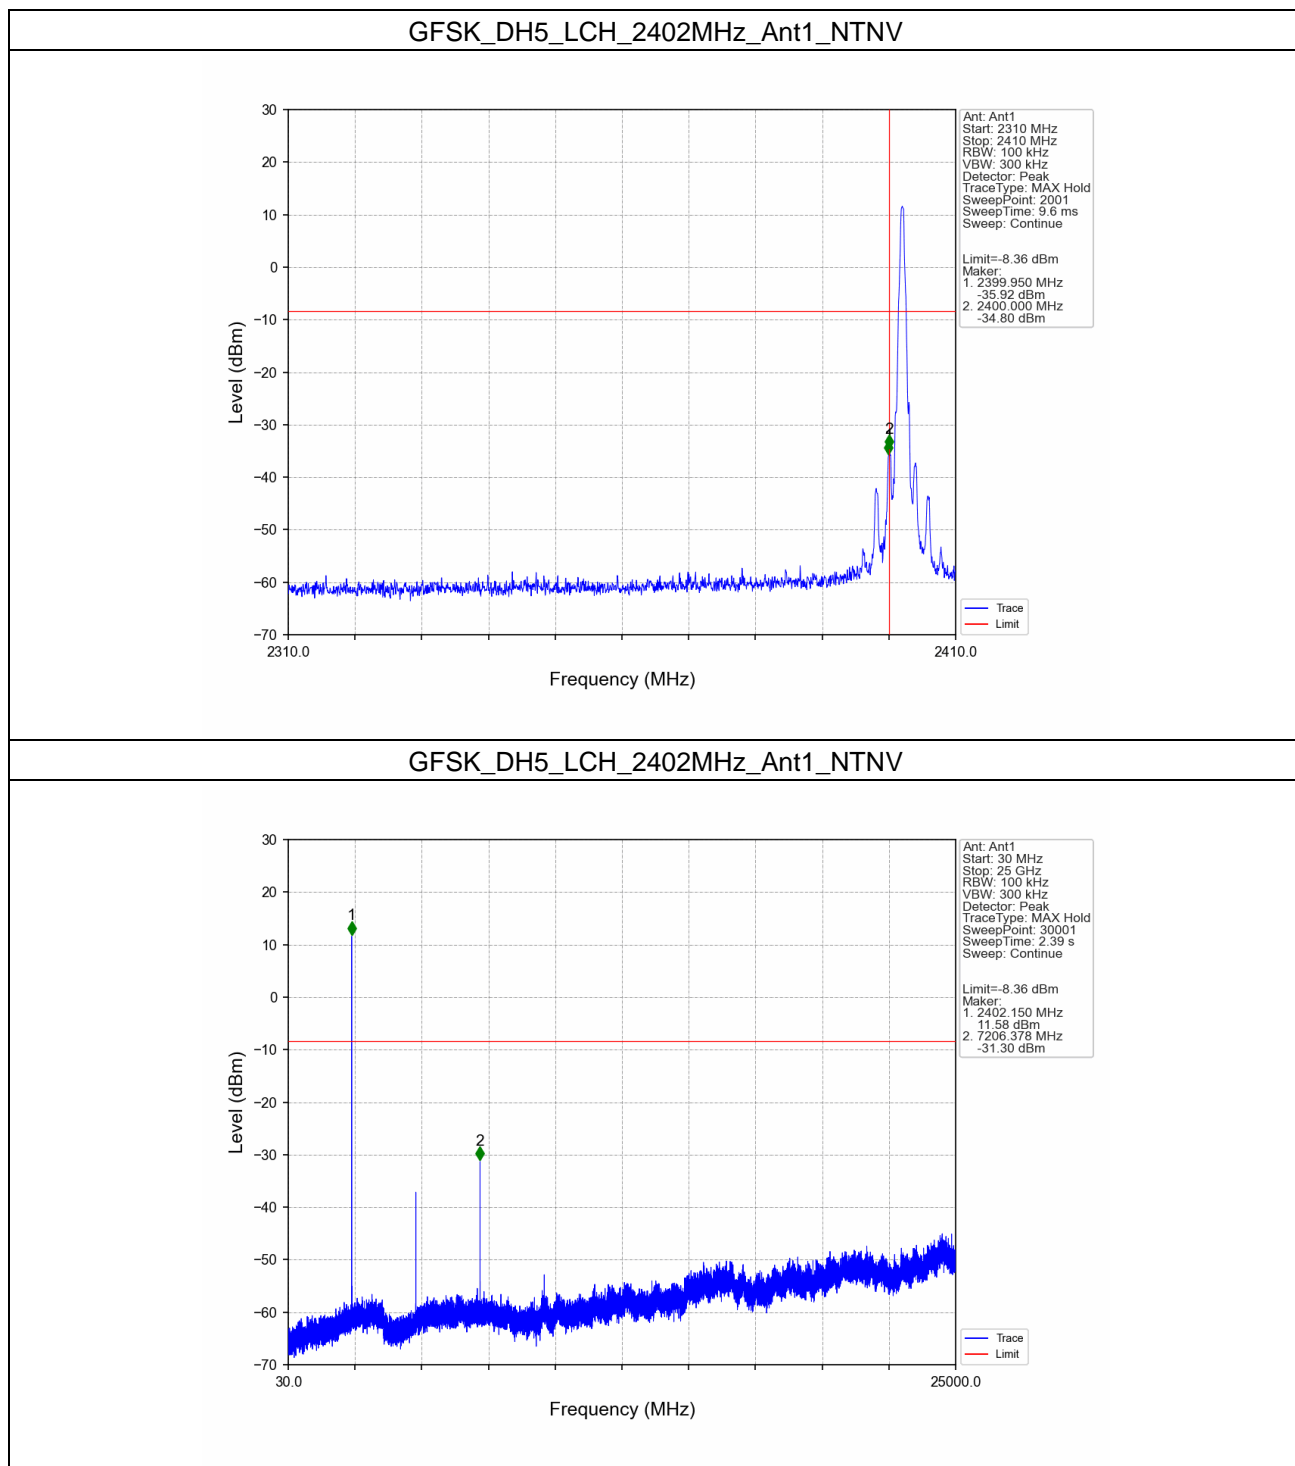 GFSK_DH5_LCH_2402MHz_Ant1_NTNV
30
20
10
0
−10
−20
−30
−40
−50
−60
−70
Level (dBm)
2310.0
2410.0
Frequency (MHz)
2
Ant: Ant1
Start: 2310 MHz
Stop: 2410 MHz
RBW: 100 kHz
VBW: 300 kHz
Detector: Peak
TraceType: MAX Hold
SweepPoint: 2001
SweepTime: 9.6 ms
Sweep: Continue
Limit=-8.36 dBm
Maker:
1. 2399.950 MHz
-35.92 dBm
2. 2400.000 MHz
-34.80 dBm
Trace
Limit
GFSK_DH5_LCH_2402MHz_Ant1_NTNV
30
20
10
0
−10
−20
−30
−40
−50
−60
−70
Level (dBm)
30.0
25000.0
Frequency (MHz)
1
2
Ant: Ant1
Start: 30 MHz
Stop: 25 GHz
RBW: 100 kHz
VBW: 300 kHz
Detector: Peak
TraceType: MAX Hold
SweepPoint: 30001
SweepTime: 2.39 s
Sweep: Continue
Limit=-8.36 dBm
Maker:
1. 2402.150 MHz
11.58 dBm
2. 7206.378 MHz
-31.30 dBm
Trace
Limit